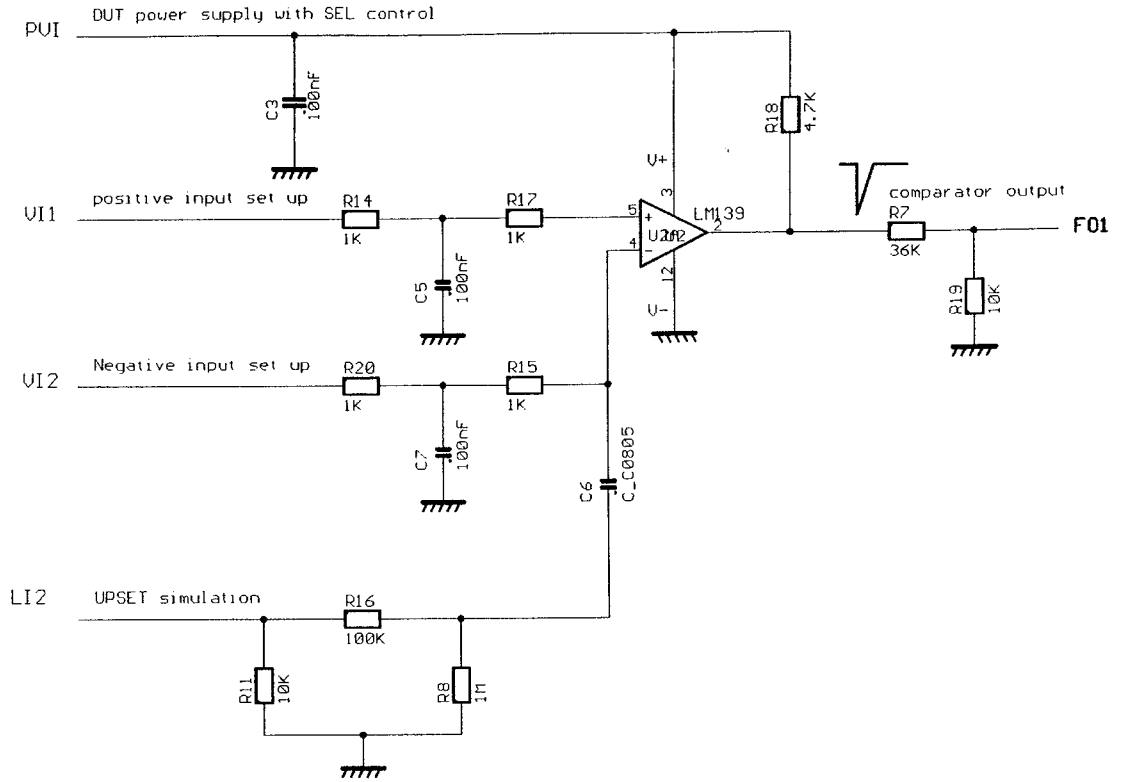 DUT power supply with SEL control
PVI
C3
100nF
R18
4.7K
V+
3
positive input set up
VI1
R14
1K
R17
1K
5
+
LM139
2
4
-
12
V-
comparator output
R7
36K
FO1
R19
10K
C5
100nF
Negative input set up
VI2
R20
1K
R15
1K
C7
100nF
C6
C_C0805
UPSET simulation
LI2
R16
100K
R11
10K
R8
1M